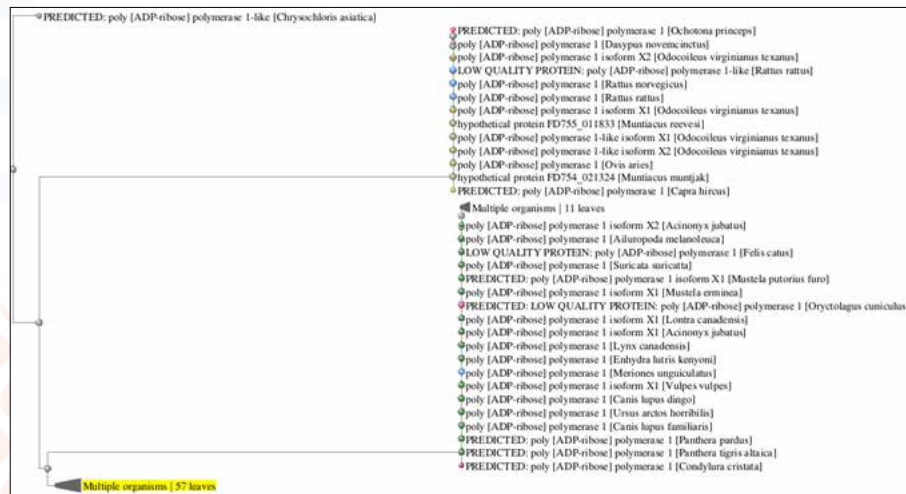 PREDICTED: poly [ADP-ribose] polymerase 1-like [Chrysochloris asiatica]
PREDICTED: poly [ADP-ribose] polymerase 1 [Ochotona princeps]
poly [ADP-ribose] polymerase 1 [Dasypus novemcinctus]
poly [ADP-ribose] polymerase 1 isoform X2 [Odocoileus virginianus texanus]
LOW QUALITY PROTEIN: poly [ADP-ribose] polymerase 1-like [Rattus rattus]
poly [ADP-ribose] polymerase 1 [Rattus norvegicus]
poly [ADP-ribose] polymerase 1 [Rattus rattus]
poly [ADP-ribose] polymerase 1 isoform X1 [Odocoileus virginianus texanus]
hypothetical protein FD755_011833 [Muntiacus reevesi]
poly [ADP-ribose] polymerase 1-like isoform X1 [Odocoileus virginianus texanus]
poly [ADP-ribose] polymerase 1-like isoform X2 [Odocoileus virginianus texanus]
poly [ADP-ribose] polymerase 1 [Ovis aries]
hypothetical protein FD754_021324 [Muntiacus muntjak]
PREDICTED: poly [ADP-ribose] polymerase 1 [Capra hircus]
Multiple organisms | 11 leaves
poly [ADP-ribose] polymerase 1 isoform X2 [Acinonyx jubatus]
poly [ADP-ribose] polymerase 1 [Ailuropoda melanoleuca]
LOW QUALITY PROTEIN: poly [ADP-ribose] polymerase 1 [Felis catus]
poly [ADP-ribose] polymerase 1 [Suricata suricatta]
PREDICTED: poly [ADP-ribose] polymerase 1 isoform X1 [Mustela putorius furo]
poly [ADP-ribose] polymerase 1 isoform X1 [Mustela erminea]
PREDICTED: LOW QUALITY PROTEIN: poly [ADP-ribose] polymerase 1 [Oryctolagus cuniculus
poly [ADP-ribose] polymerase 1 isoform X1 [Lontra canadensis]
poly [ADP-ribose] polymerase 1 isoform X1 [Acinonyx jubatus]
poly [ADP-ribose] polymerase 1 [Lynx canadensis]
poly [ADP-ribose] polymerase 1 [Enhydra lutris kenyoni]
poly [ADP-ribose] polymerase 1 [Meriones unguiculatus]
poly [ADP-ribose] polymerase 1 isoform X1 [Vulpes vulpes]
poly [ADP-ribose] polymerase 1 [Canis lupus dingo]
poly [ADP-ribose] polymerase 1 [Ursus arctos horribilis]
poly [ADP-ribose] polymerase 1 [Canis lupus familiaris]
PREDICTED: poly [ADP-ribose] polymerase 1 [Panthera pardus]
PREDICTED: poly [ADP-ribose] polymerase 1 [Panthera tigris altaica]
PREDICTED: poly [ADP-ribose] polymerase 1 [Condylura cristata]
Multiple organisms | 57 leaves